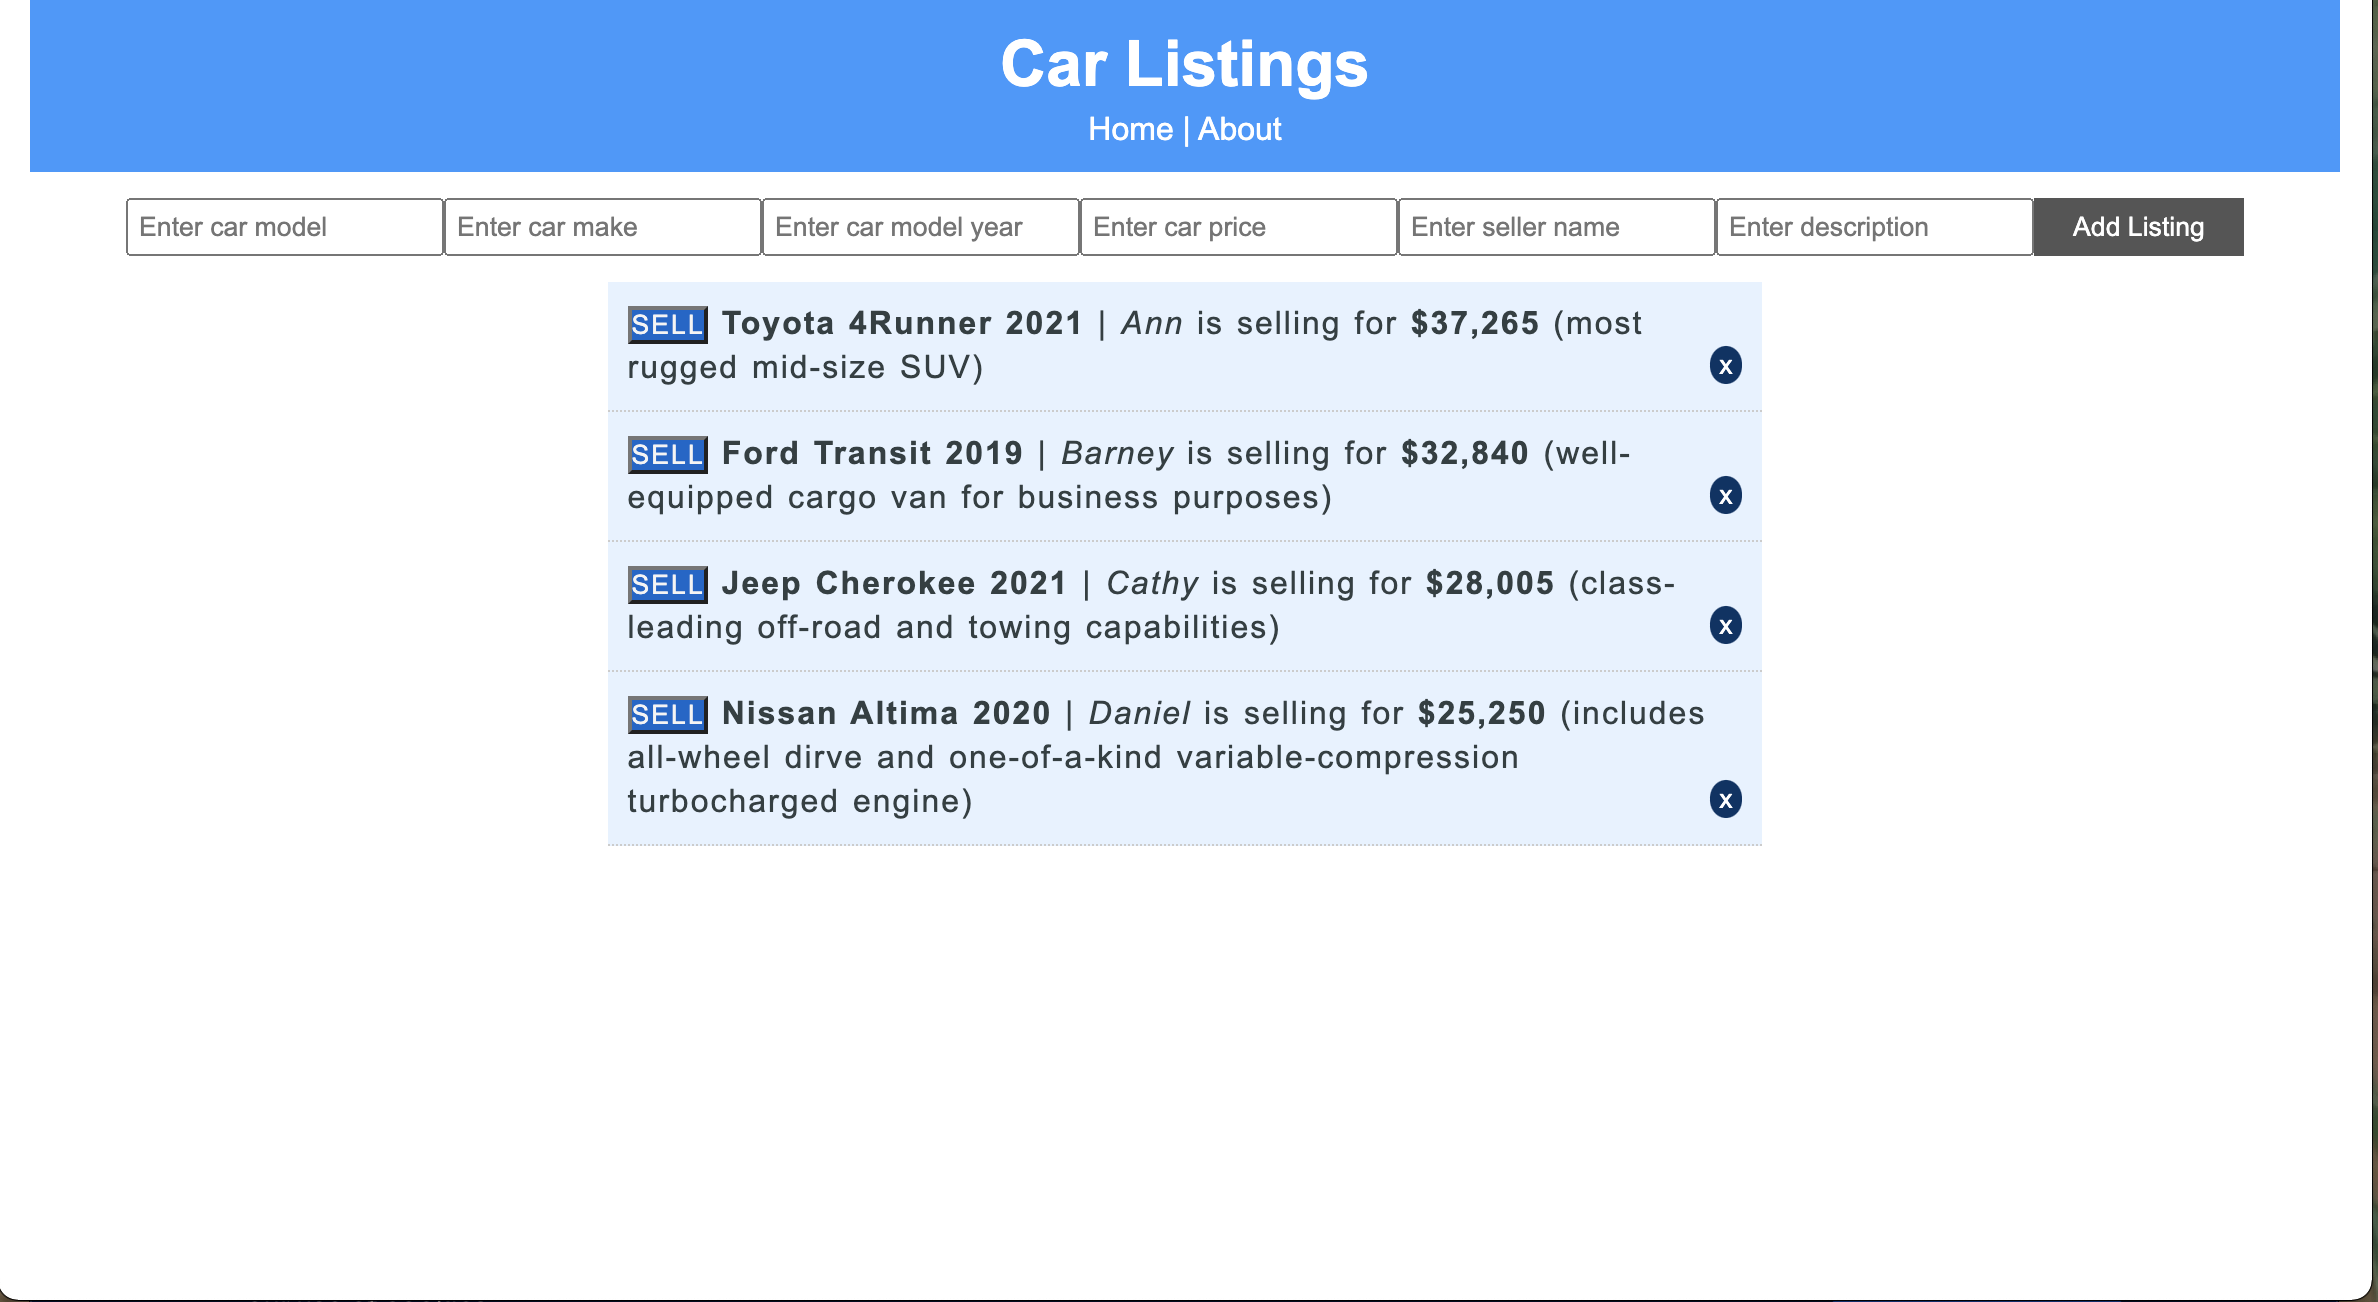 Car Listings
Home | About
Enter car model Enter car make Enter car model year Enter car price Enter seller name Enter description Add Listing
SELL Toyota 4Runner 2021 | Ann is selling for $37,265 (most
rugged mid-size SUV) x
SELL Ford Transit 2019 | Barney is selling for $32,840 (well-
equipped cargo van for business purposes) x
SELL Jeep Cherokee 2021 | Cathy is selling for $28,005 (class-
leading off-road and towing capabilities) x
SELL Nissan Altima 2020 | Daniel is selling for $25,250 (includes
all-wheel dirve and one-of-a-kind variable-compression
turbocharged engine) x